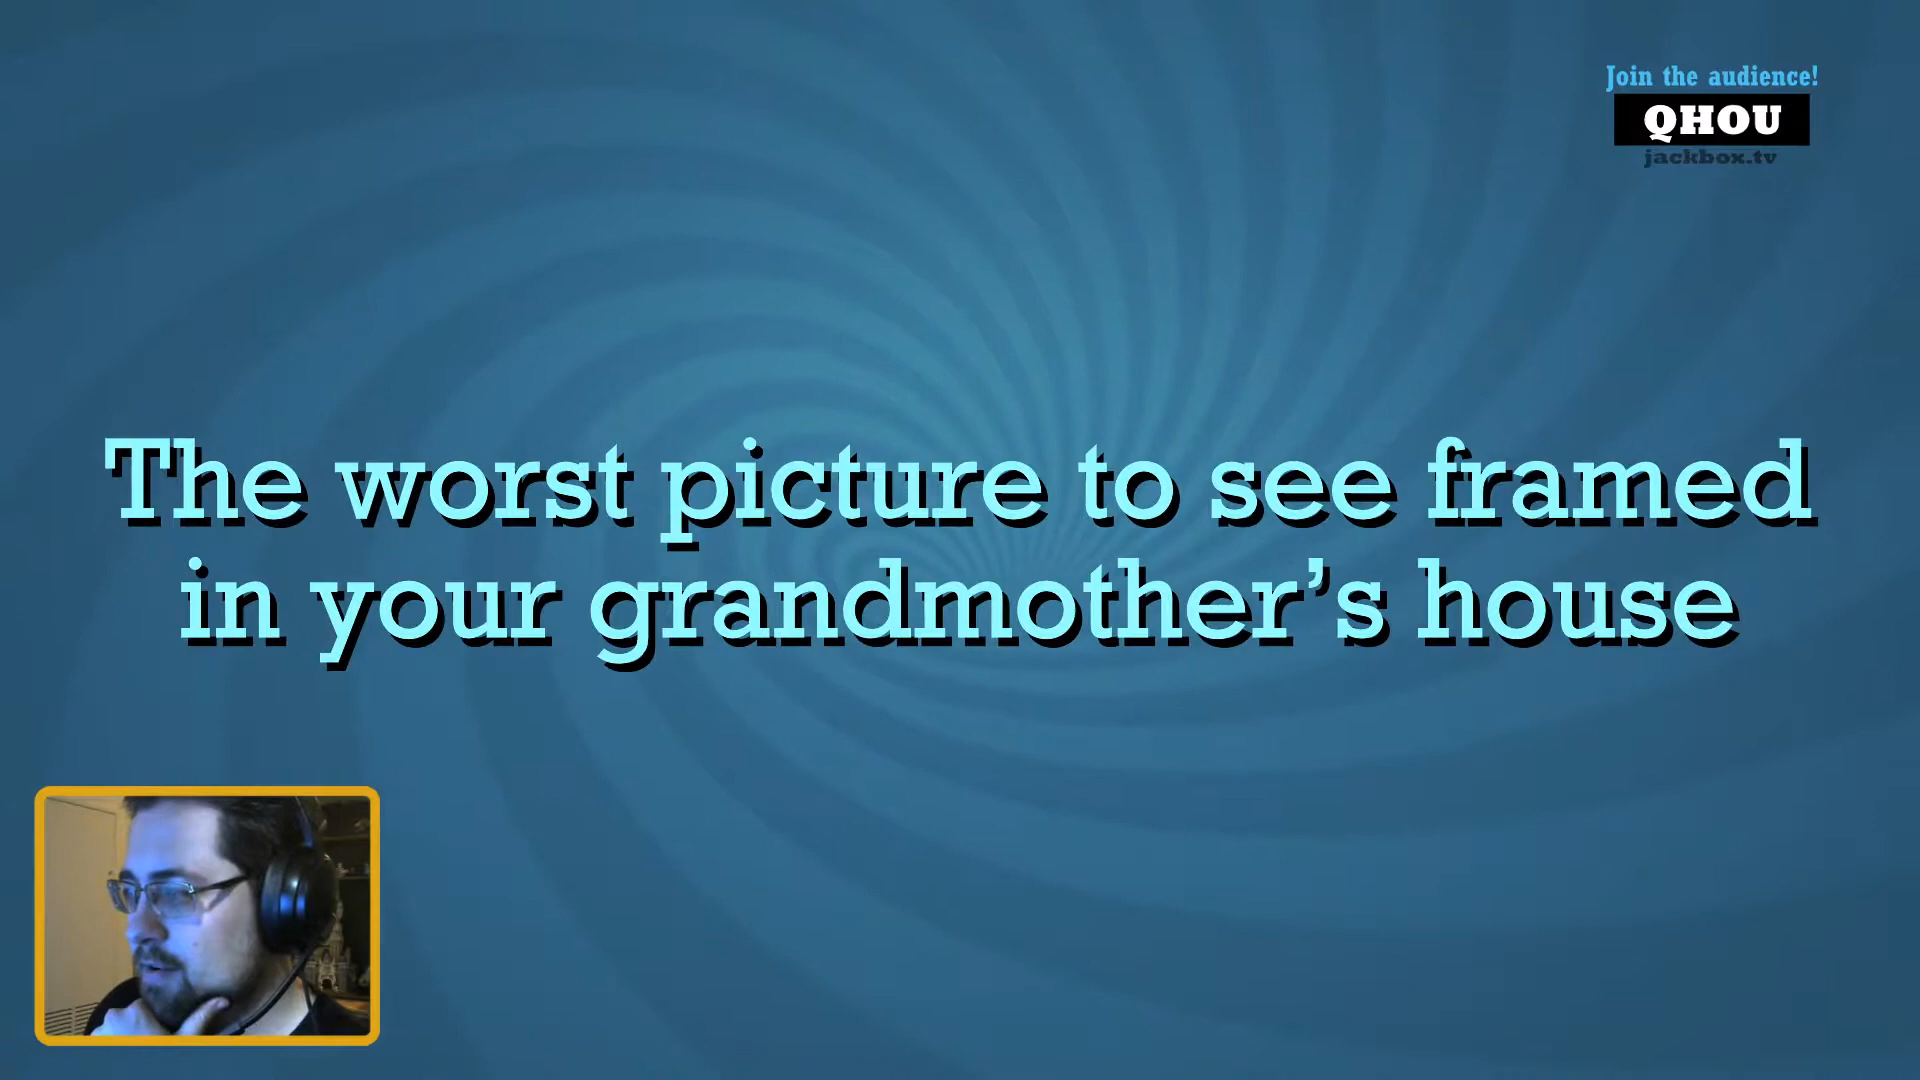 Join the audience!
QHOU
jackbox.tv
The worst picture to see framed
in your grandmother’s house